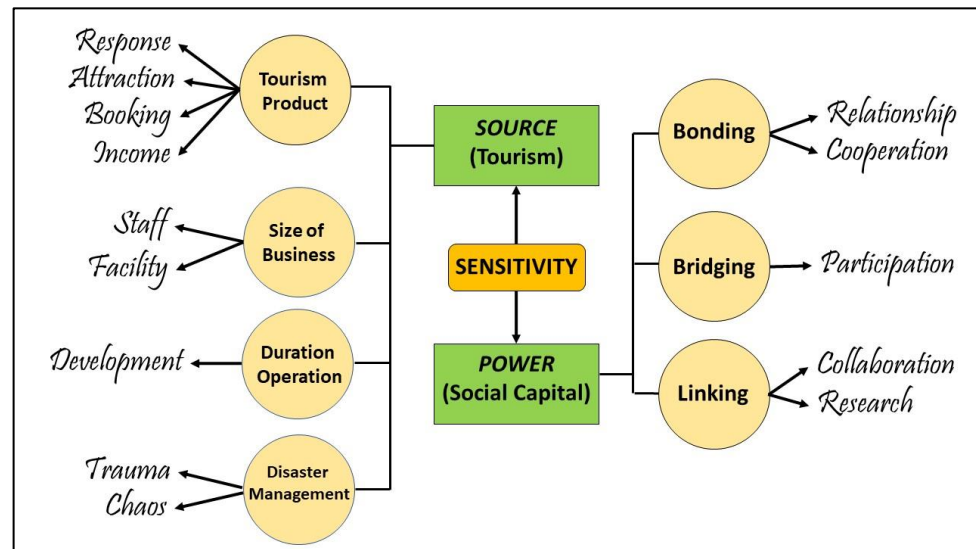 Response
Attraction
Booking
Income
Tourism
Product
Staff
Facility
Size of
Business
Development
Duration
Operation
Trauma
Chaos
Disaster
Management
SOURCE
(Tourism)
SENSITIVITY
POWER
(Social Capital)
Bonding
Relationship
Cooperation
Bridging
Participation
Linking
Collaboration
Research